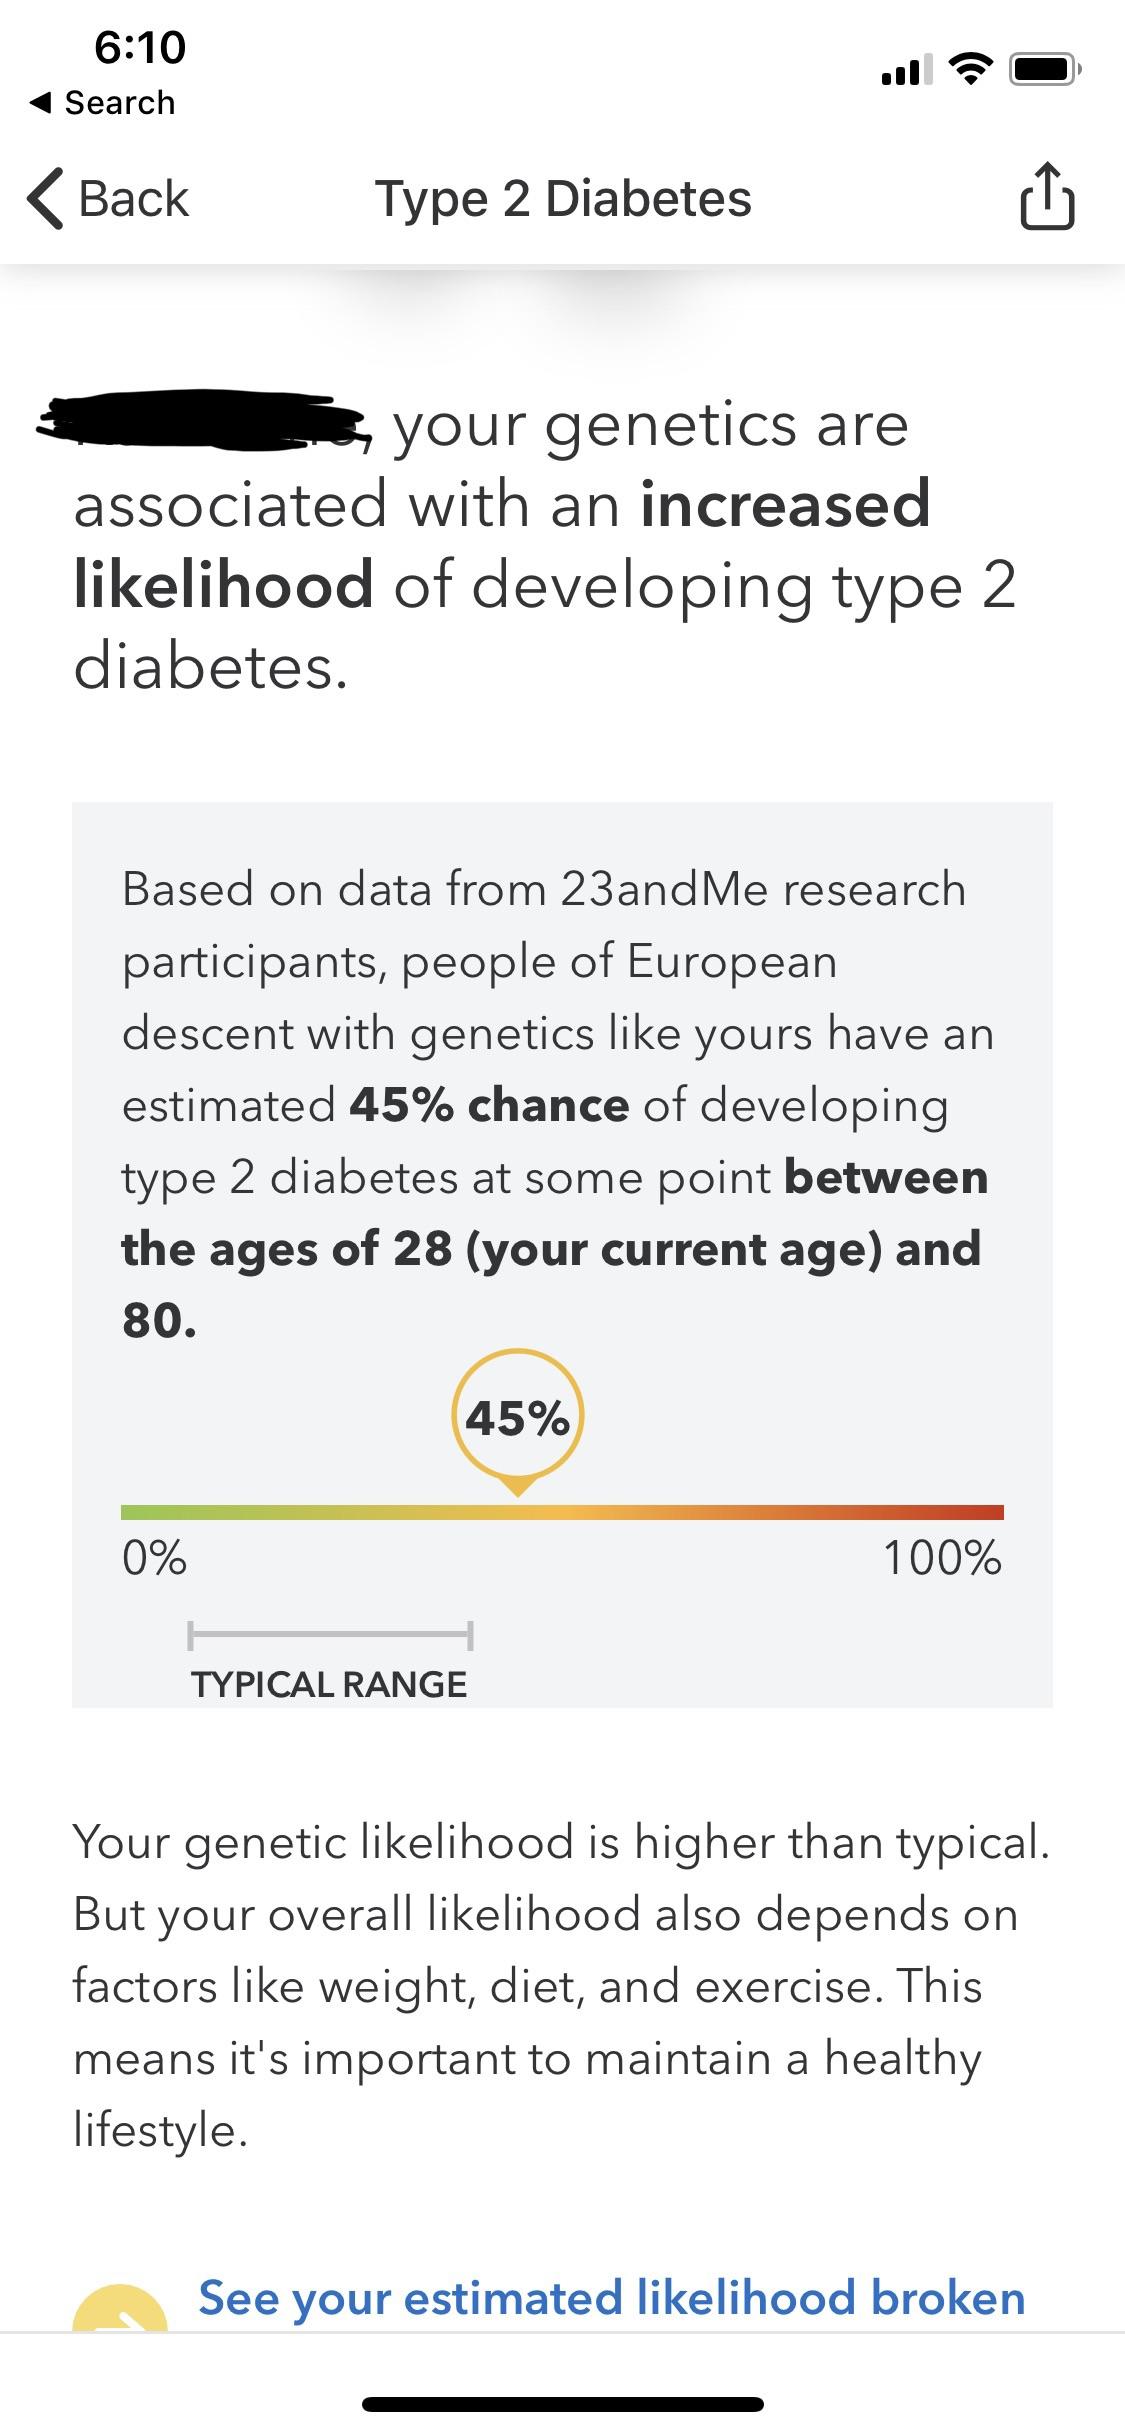 6:10
◀ Search
Back
Type 2 Diabetes
, your genetics are
associated with an increased
likelihood of developing type 2
diabetes.
Based on data from 23andMe research
participants, people of European
descent with genetics like yours have an
estimated 45% chance of developing
type 2 diabetes at some point between
the ages of 28 (your current age) and
80.
45%
0%
100%
TYPICAL RANGE
Your genetic likelihood is higher than typical.
But your overall likelihood also depends on
factors like weight, diet, and exercise. This
means it's important to maintain a healthy
lifestyle.
See your estimated likelihood broken